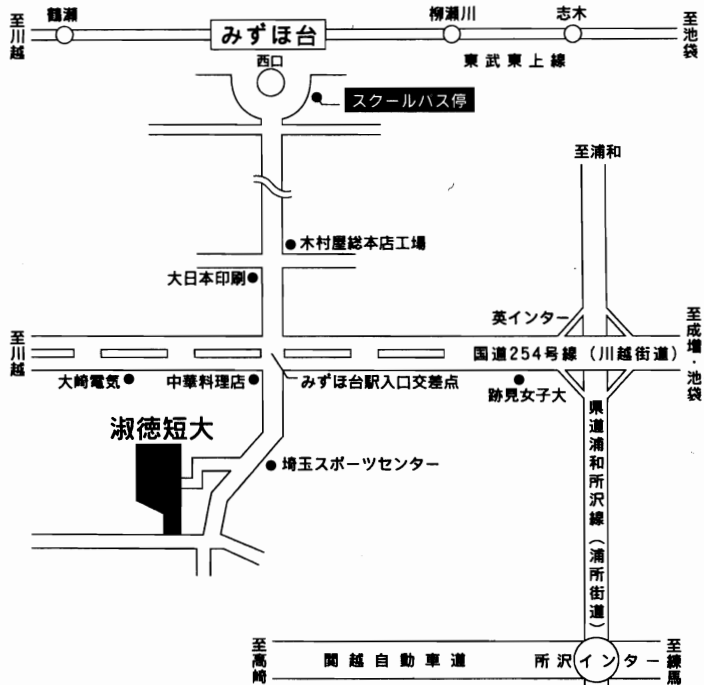 至川越
鶴瀬
みずほ台
柳瀬川
志木
至池袋
西口
東武東上線
スクールバス停
至浦和
木村屋総本店工場
大日本印刷
英インター
至川越
至成増・池袋
国道254号線（川越街道）
大崎電気
中華料理店
みずほ台駅入口交差点
跡見女子大
淑徳短大
県道浦和所沢線（浦所街道）
埼玉スポーツセンター
至高崎
関越自動車道
所沢インター
至練馬